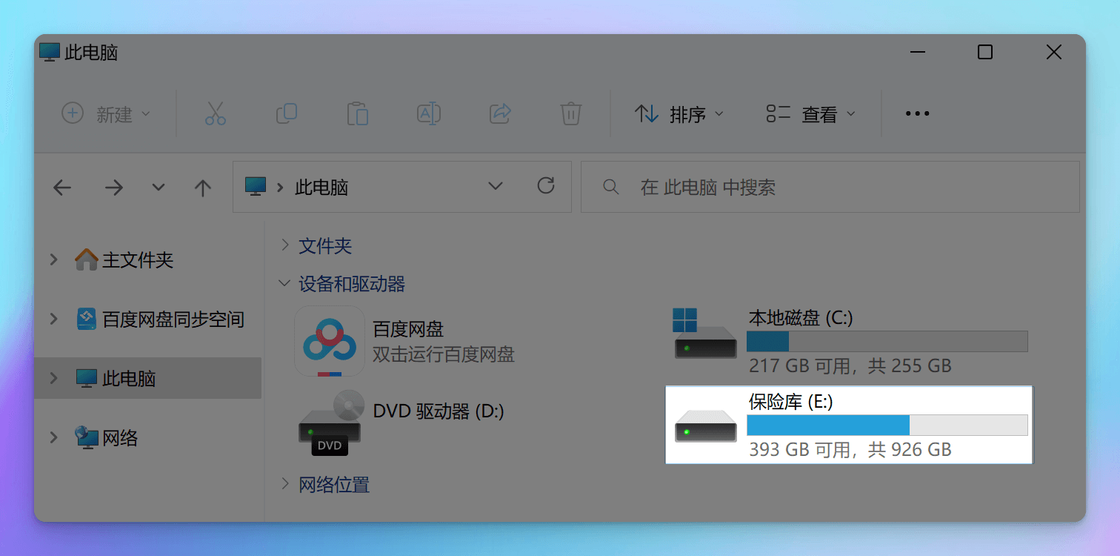 此电脑
新建
排序
查看
此电脑
在 此电脑 中搜索
主文件夹
百度网盘同步空间
此电脑
网络
文件夹
设备和驱动器
百度网盘
双击运行百度网盘
本地磁盘 (C:)
217 GB 可用，共 255 GB
DVD 驱动器 (D:)
DVD
保险库 (E:)
393 GB 可用，共 926 GB
网络位置